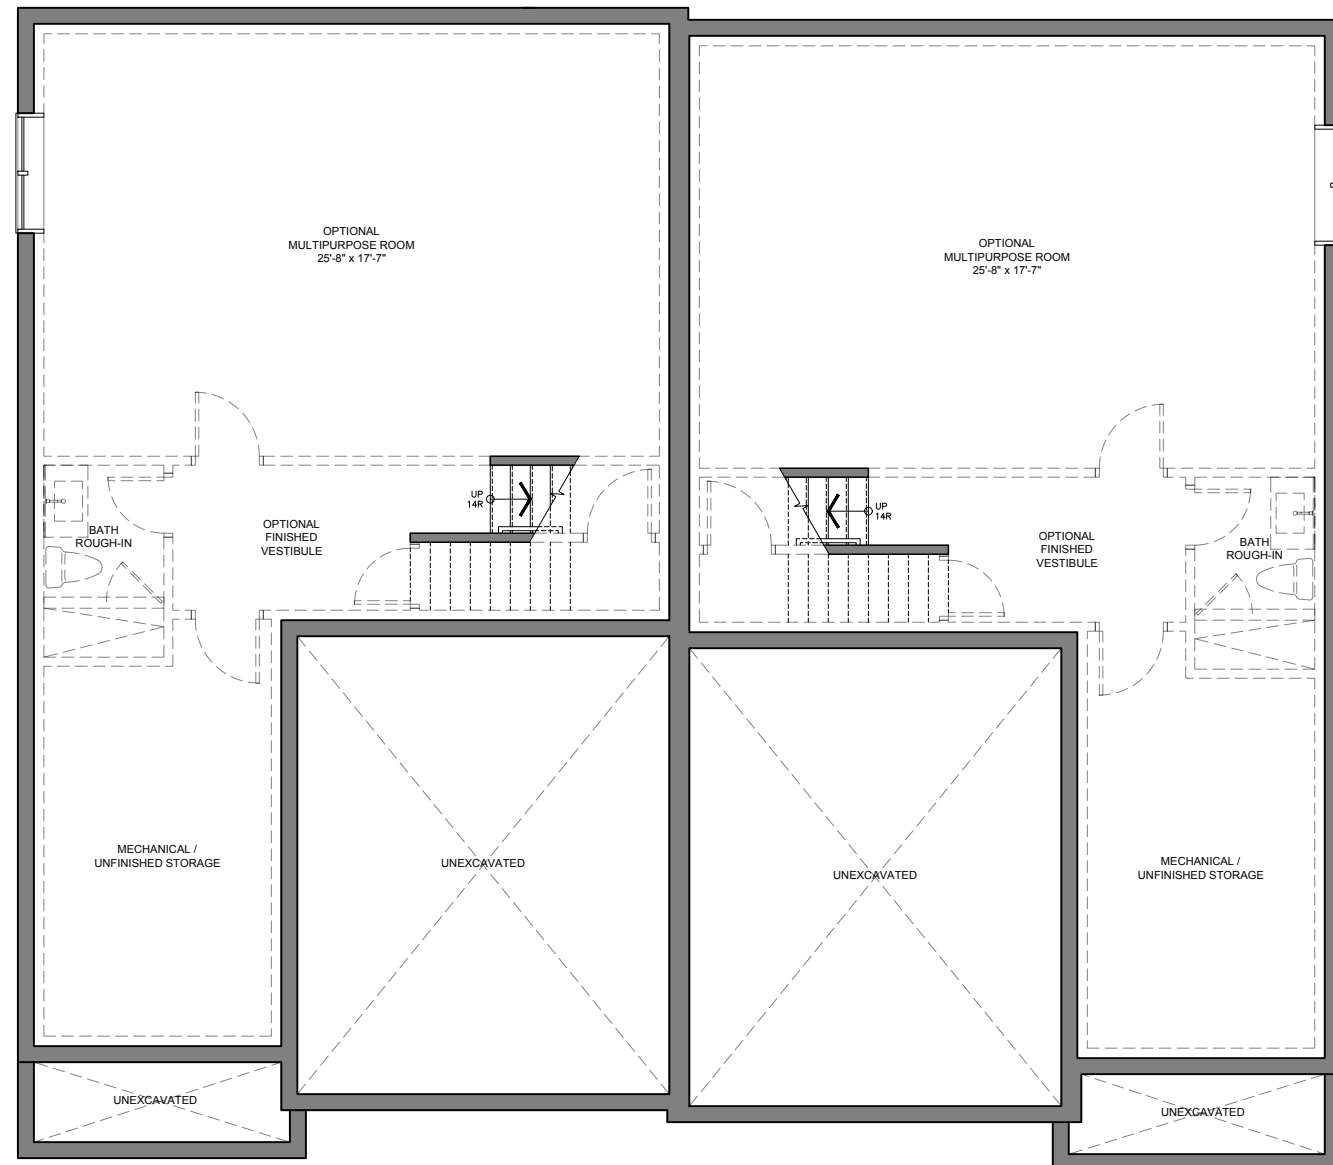 OPTIONAL
MULTIPURPOSE ROOM
25'-8" x 17'-7"
OPTIONAL
MULTIPURPOSE ROOM
25'-8" x 17'-7"
UP
14R
UP
14R
BATH
ROUGH-IN
OPTIONAL
FINISHED
VESTIBULE
OPTIONAL
FINISHED
VESTIBULE
BATH
ROUGH-IN
MECHANICAL /
UNFINISHED STORAGE
UNEXCAVATED
UNEXCAVATED
MECHANICAL /
UNFINISHED STORAGE
UNEXCAVATED
UNEXCAVATED